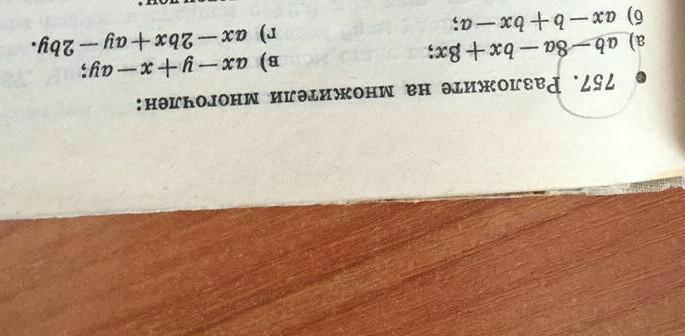 757. Разложите на множители многочлен:
а) ab — 8a — bx + 8x; в) ax — y + x — ay;
б) ax — b + bx — a; г) ax — 2bx + ay — 2by.